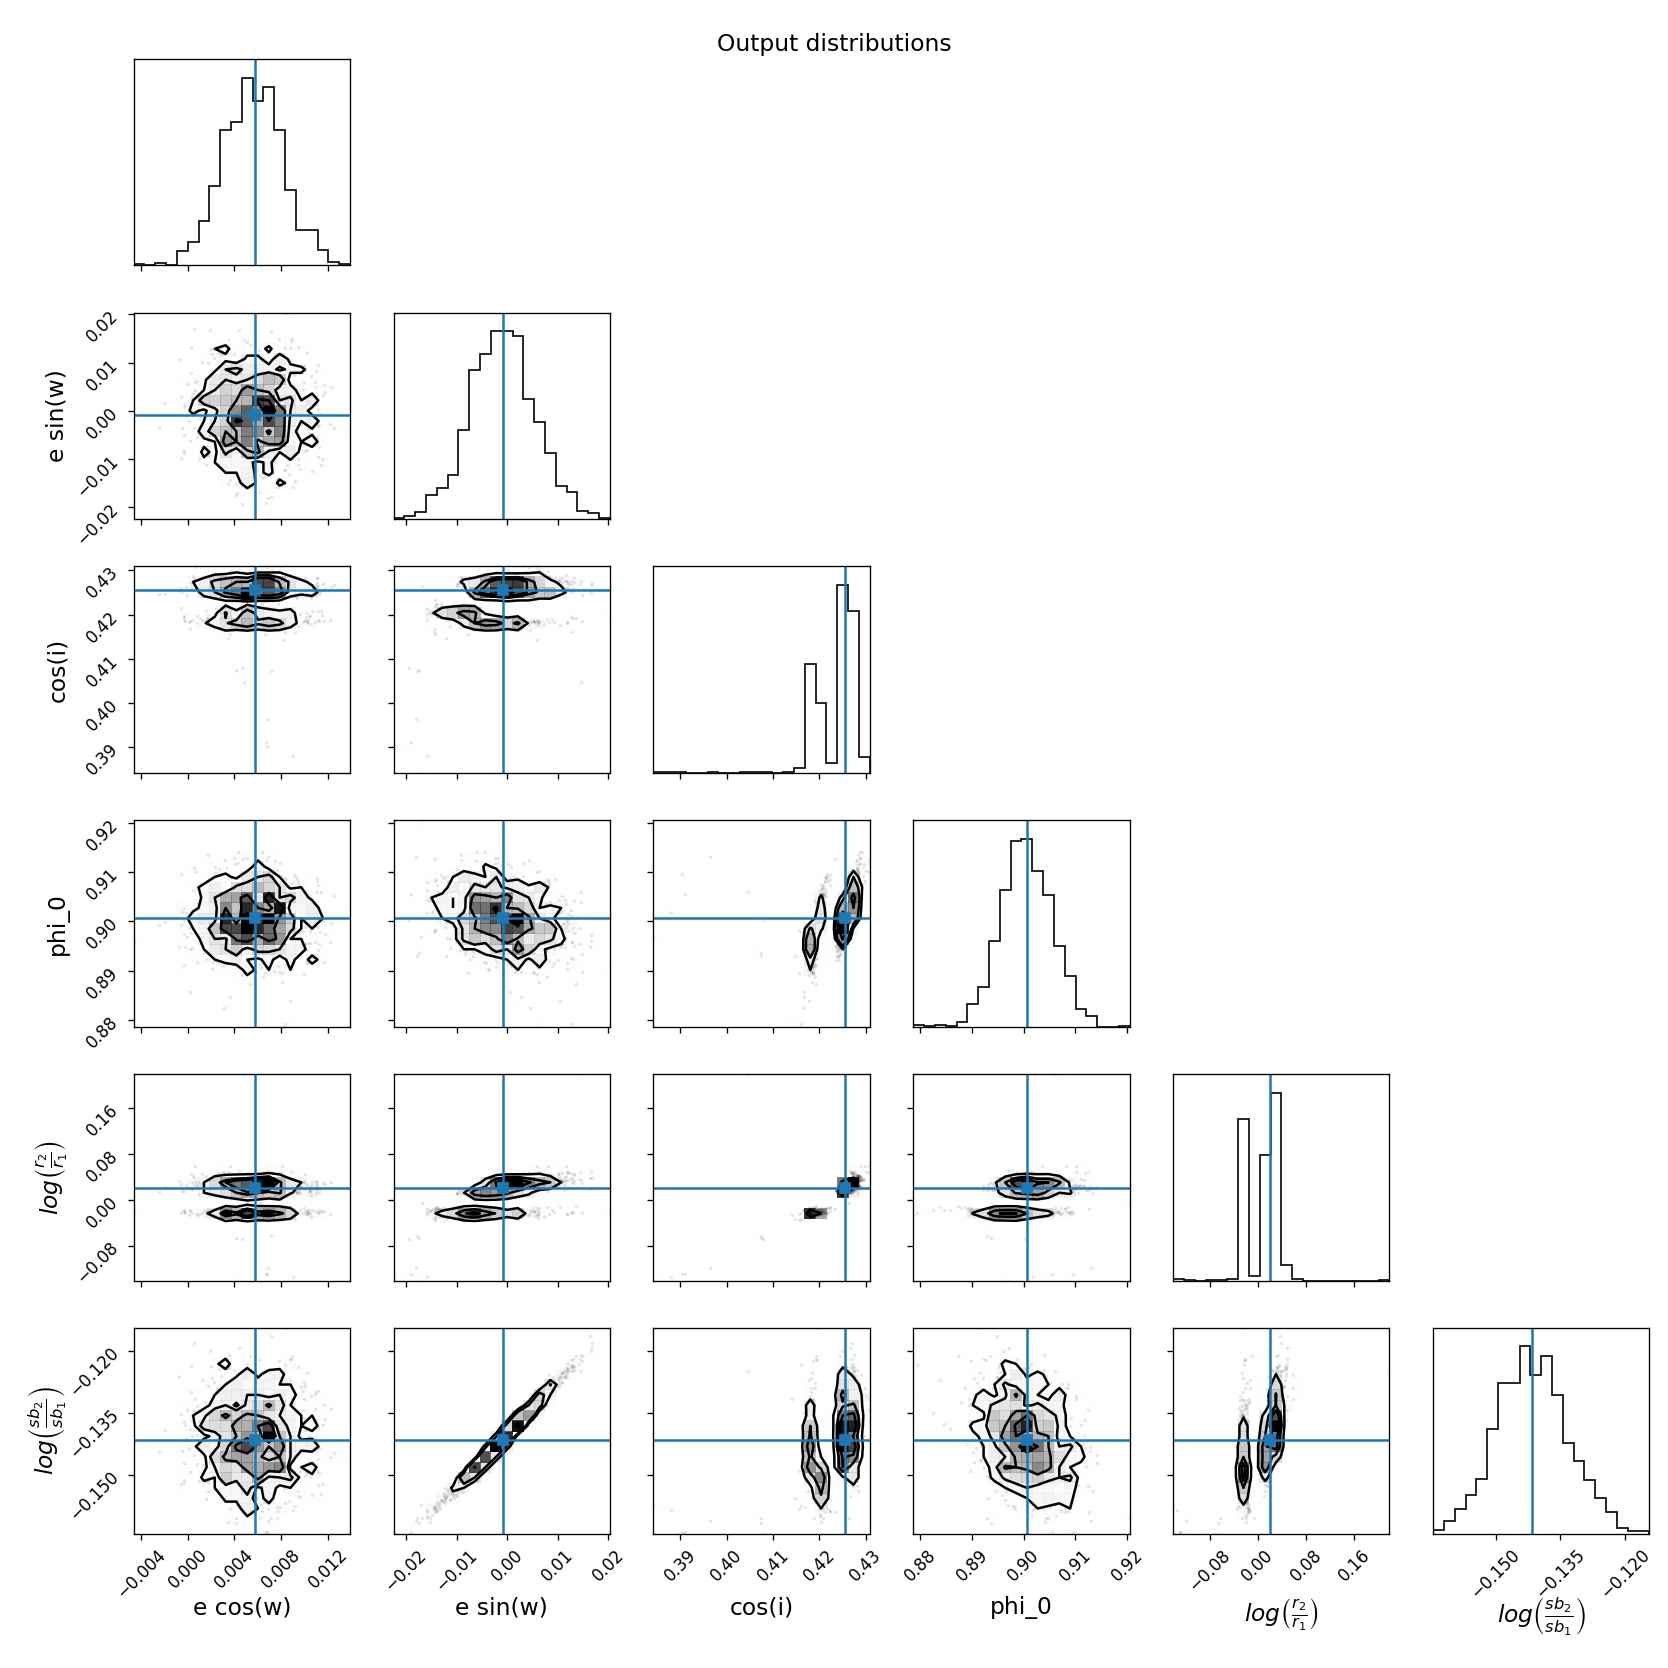 Output distributions
0.02
0.01
0.00
−0.01
−0.02
e sin(w)
0.43
0.42
0.41
0.40
0.39
cos(i)
0.92
0.91
0.90
0.89
0.88
phi_0
0.16
0.08
0.00
−0.08
log(r2/r1)
−0.120
−0.135
−0.150
log(sb2/sb1)
−0.004 0.000 0.004 0.008 0.012
−0.02 −0.01 0.00 0.01 0.02
0.39 0.40 0.41 0.42 0.43
0.88 0.89 0.90 0.91 0.92
−0.08 0.00 0.08 0.16
−0.150 −0.135 −0.120
e cos(w)
e sin(w)
cos(i)
phi_0
log(r2/r1)
log(sb2/sb1)